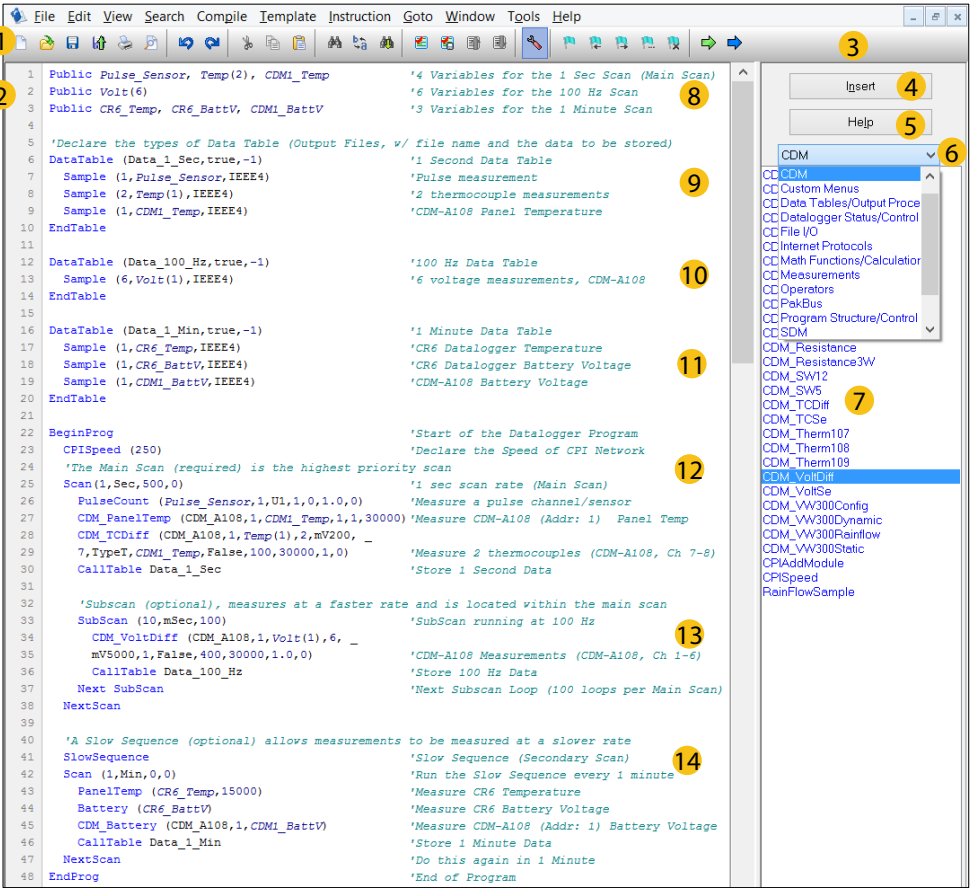 File Edit View Search Compile Template Instruction Goto Window Tools Help
1
3
2
1 Public Pulse_Sensor, Temp(2), CDM1_Temp '4 Variables for the 1 Sec Scan (Main Scan)
2 Public Volt(6) '6 Variables for the 100 Hz Scan
8
3 Public CR6_Temp, CR6_BattV, CDM1_BattV '3 Variables for the 1 Minute Scan
4
5 'Declare the types of Data Table (Output Files, w/ file name and the data to be stored)
6 DataTable (Data_1_Sec,true,-1) '1 Second Data Table
7 Sample (1,Pulse_Sensor,IEEE4) 'Pulse measurement
9
8 Sample (2,Temp(1),IEEE4) '2 thermocouple measurements
9 Sample (1,CDM1_Temp,IEEE4) 'CDM-A108 Panel Temperature
10 EndTable
11
12 DataTable (Data_100_Hz,true,-1) '100 Hz Data Table
10
13 Sample (6,Volt(1),IEEE4) '6 voltage measurements, CDM-A108
14 EndTable
15
16 DataTable (Data_1_Min,true,-1) '1 Minute Data Table
17 Sample (1,CR6_Temp,IEEE4) 'CR6 Datalogger Temperature
18 Sample (1,CR6_BattV,IEEE4) 'CR6 Datalogger Battery Voltage
11
19 Sample (1,CDM1_BattV,IEEE4) 'CDM-A108 Battery Voltage
20 EndTable
21
22 BeginProg 'Start of the Datalogger Program
23 CPISpeed (250) 'Declare the Speed of CPI Network
24 'The Main Scan (required) is the highest priority scan
12
25 Scan(1,Sec,500,0) '1 sec scan rate (Main Scan)
26 PulseCount (Pulse_Sensor,1,U1,1,0,1.0,0) 'Measure a pulse channel/sensor
27 CDM_PanelTemp (CDM_A108,1,CDM1_Temp,1,1,30000) 'Measure CDM-A108 (Addr: 1) Panel Temp
28 CDM_TCDiff (CDM_A108,1,Temp(1),2,mV200, _
29 7,TypeT,CDM1_Temp,False,100,30000,1,0) 'Measure 2 thermocouples (CDM-A108, Ch 7-8)
30 CallTable Data_1_Sec 'Store 1 Second Data
31
32 'Subscan (optional), measures at a faster rate and is located within the main scan
33 SubScan (10,mSec,100) 'SubScan running at 100 Hz
34 CDM_VoltDiff (CDM_A108,1,Volt(1),6, _
13
35 mV5000,1,False,400,30000,1.0,0) 'CDM-A108 Measurements (CDM-A108, Ch 1-6)
36 CallTable Data_100_Hz 'Store 100 Hz Data
37 Next SubScan 'Next Subscan Loop (100 loops per Main Scan)
38 NextScan
39
40 'A Slow Sequence (optional) allows measurements to be measured at a slower rate
41 SlowSequence 'Slow Sequence (Secondary Scan)
14
42 Scan (1,Min,0,0) 'Run the Slow Sequence every 1 minute
43 PanelTemp (CR6_Temp,15000) 'Measure CR6 Temperature
44 Battery (CR6_BattV) 'Measure CR6 Battery Voltage
45 CDM_Battery (CDM_A108,1,CDM1_BattV) 'Measure CDM-A108 (Addr: 1) Battery Voltage
46 CallTable Data_1_Min 'Store 1 Minute Data
47 NextScan 'Do this again in 1 Minute
48 EndProg 'End of Program
Insert 4
Help 5
CDM 6
CDM
Custom Menus
Data Tables/Output Proce
Datalogger Status/Control
File I/O
Internet Protocols
Math Functions/Calculation
Measurements
Operators
PakBus
Program Structure/Control
SDM
CDM_Resistance
CDM_Resistance3W
CDM_SW12
CDM_SW5
7
CDM_TCDiff
CDM_TCSe
CDM_Therm107
CDM_Therm108
CDM_Therm109
CDM_VoltDiff
CDM_VoltSe
CDM_VW300Config
CDM_VW300Dynamic
CDM_VW300Rainflow
CDM_VW300Static
CPIAddModule
CPISpeed
RainFlowSample